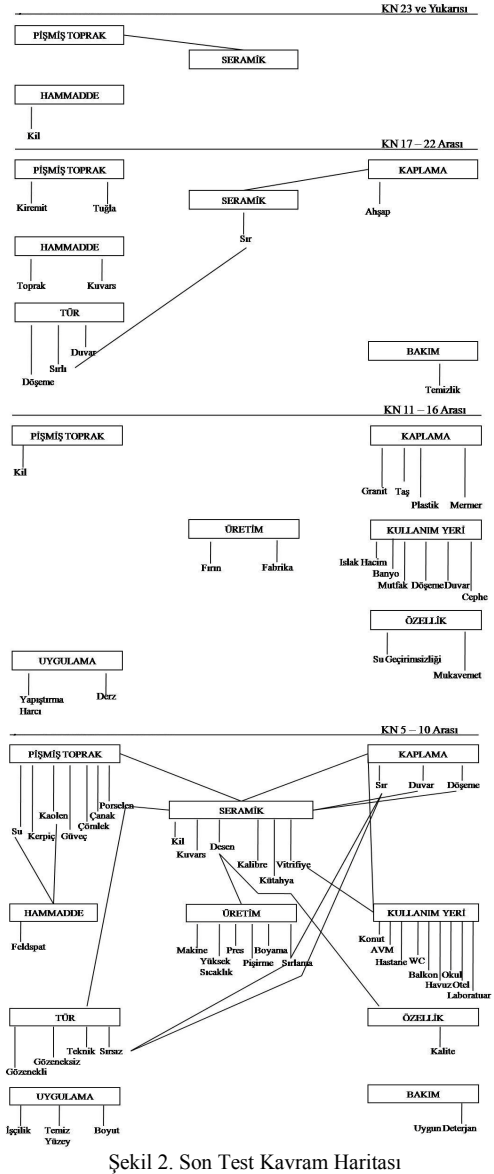 KN 23 ve Yukarısı
PİŞMİŞ TOPRAK
SERAMİK
HAMMADDE
Kil
KN 17 – 22 Arası
PİŞMİŞ TOPRAK
KAPLAMA
SERAMİK
Kiremit Tuğla
Ahşap
Sır
HAMMADDE
Toprak Kuvars
TÜR
Duvar
Sırlı
Döşeme
BAKIM
Temizlik
KN 11 – 16 Arası
PİŞMİŞ TOPRAK
KAPLAMA
Kil
Granit Taş
Plastik Mermer
ÜRETİM
KULLANIM YERİ
Fırın Fabrika
Islak Hacim
Banyo
Mutfak Döşeme Duvar
Cephe
ÖZELLİK
Su Geçirimsizliği
Mukavemet
UYGULAMA
Yapıştırma Harcı
Derz
KN 5 – 10 Arası
PİŞMİŞ TOPRAK
KAPLAMA
Sır Duvar Döşeme
Porselen
Çanak
Kaolen Çömlek
Su Kerpiç Güveç
SERAMİK
Kil
Kuvars
Desen
Kalibre Vitrifiye
Kütahya
HAMMADDE
Feldspat
ÜRETİM
Makine Pres Boyama
Yüksek Sıcaklık
Pişirme Sırlama
KULLANIM YERİ
Konut
AVM
Hastane WC
Balkon Okul
Havuz Otel
Laboratuar
TÜR
Teknik Sırsız
Gözeneksiz
Gözenekli
ÖZELLİK
Kalite
UYGULAMA
İşçilik Temiz Yüzey Boyut
BAKIM
Uygun Deterjan
Şekil 2. Son Test Kavram Haritası